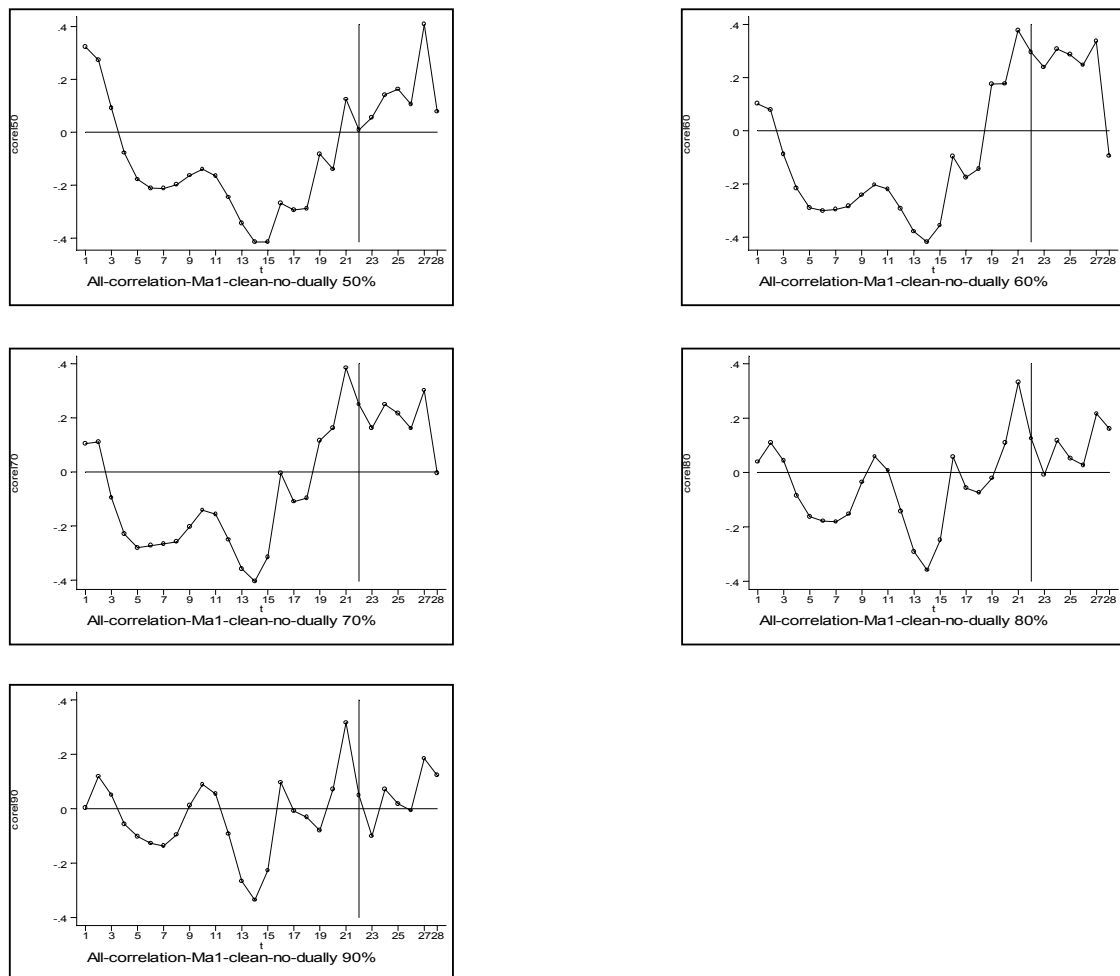 corel50
.4
.2
0
-.2
-.4
1 3 5 7 9 11 13 15 17 19 21 23 25 2728
t
All-correlation-Ma1-clean-no-dually 50%
corel60
.4
.2
0
-.2
-.4
1 3 5 7 9 11 13 15 17 19 21 23 25 2728
t
All-correlation-Ma1-clean-no-dually 60%
corel70
.4
.2
0
-.2
-.4
1 3 5 7 9 11 13 15 17 19 21 23 25 2728
t
All-correlation-Ma1-clean-no-dually 70%
corel80
.4
.2
0
-.2
-.4
1 3 5 7 9 11 13 15 17 19 21 23 25 2728
t
All-correlation-Ma1-clean-no-dually 80%
corel90
.4
.2
0
-.2
-.4
1 3 5 7 9 11 13 15 17 19 21 23 25 2728
t
All-correlation-Ma1-clean-no-dually 90%